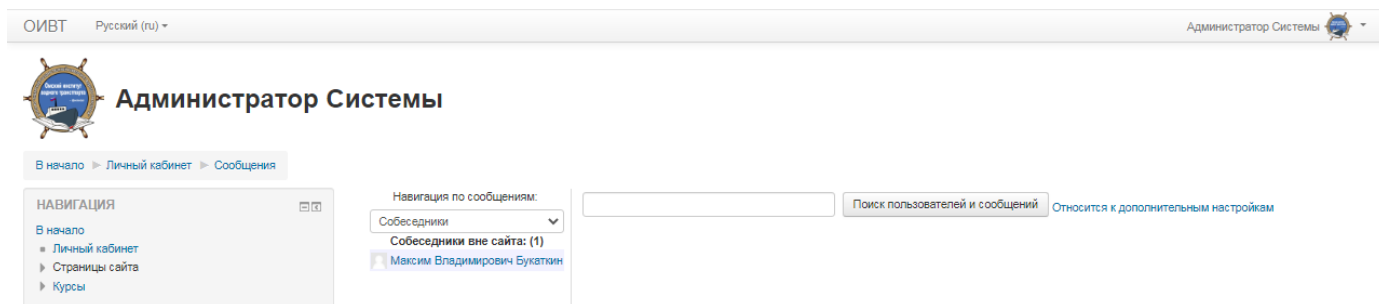 ОИВТ Русский (ru)
Администратор Системы
Администратор Системы
В начало Личный кабинет Сообщения
НАВИГАЦИЯ
В начало
Личный кабинет
Страницы сайта
Курсы
Навигация по сообщениям:
Собеседники
Собеседники вне сайта: (1)
Максим Владимирович Букаткин
Поиск пользователей и сообщений Относится к дополнительным настройкам